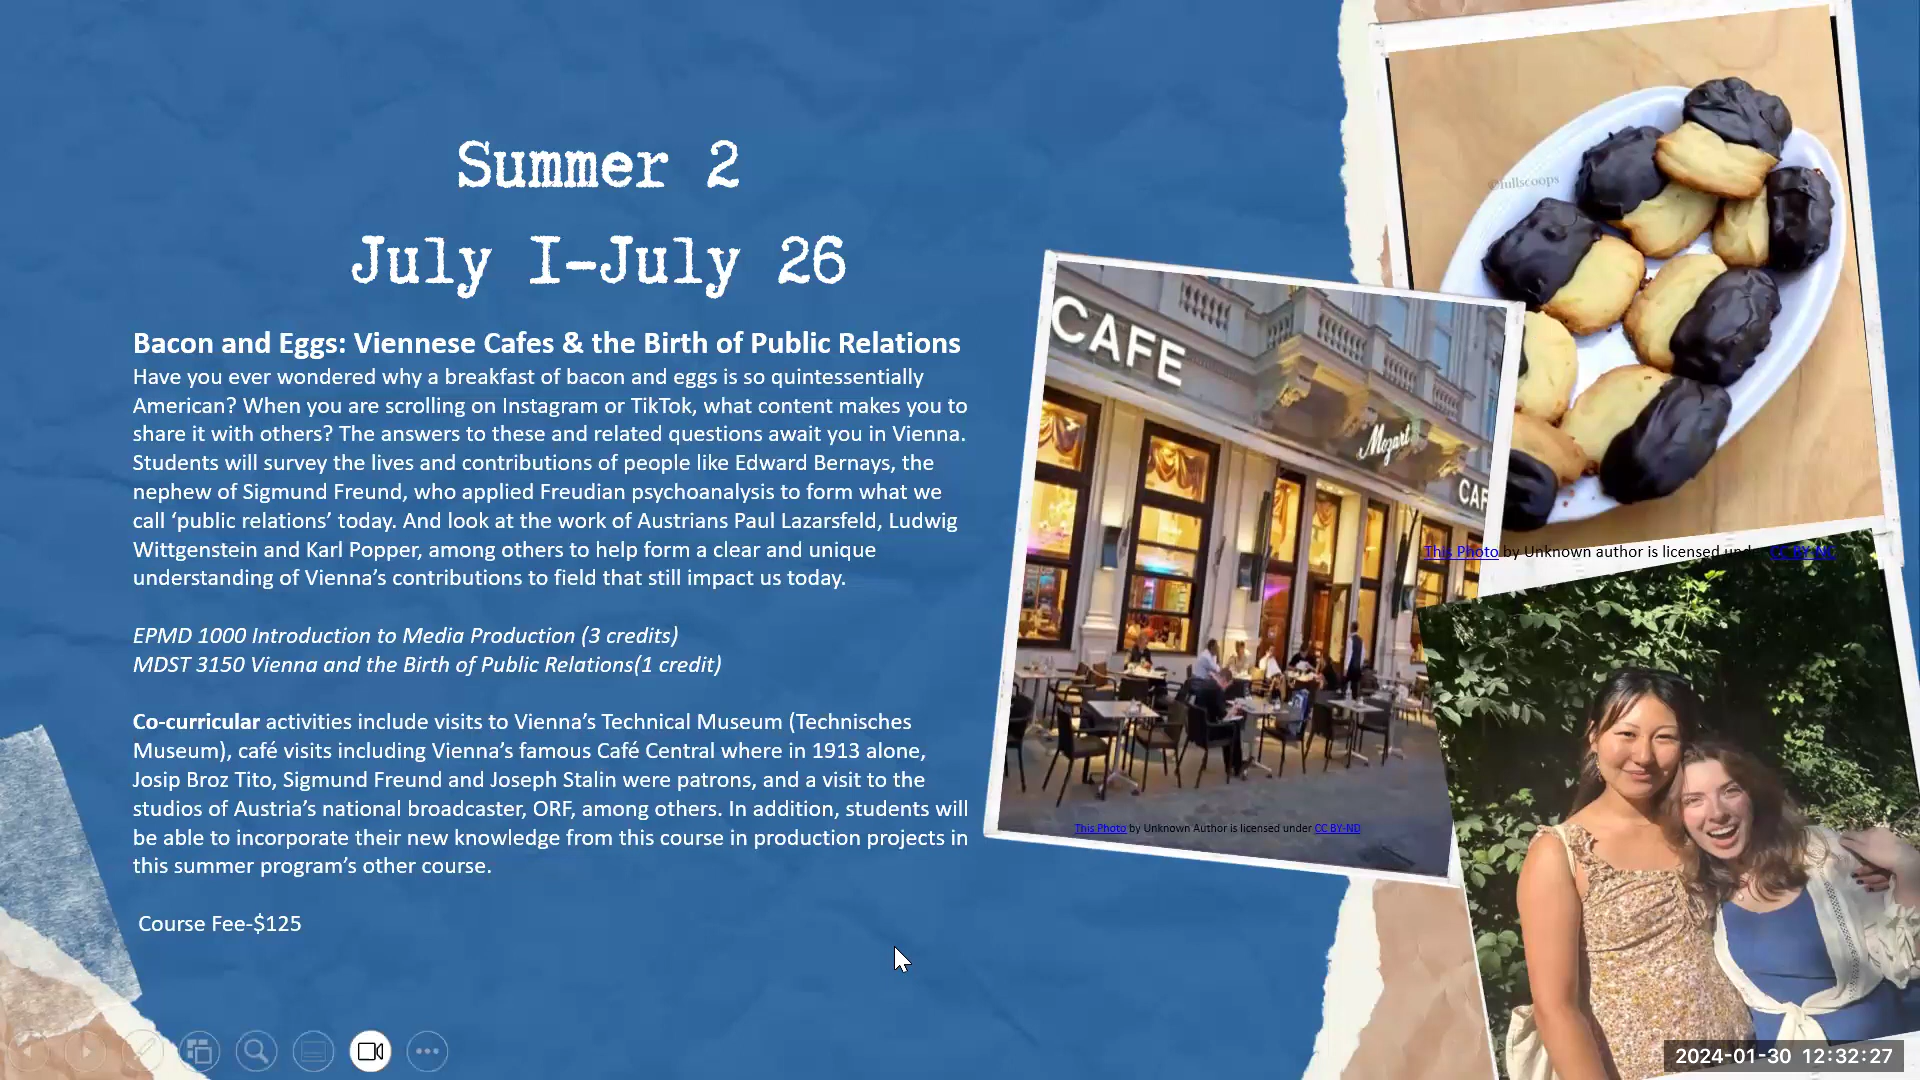 Summer 2
July 1-July 26
Bacon and Eggs: Viennese Cafes & the Birth of Public Relations
Have you ever wondered why a breakfast of bacon and eggs is so quintessentially
American? When you are scrolling on Instagram or TikTok, what content makes you to
share it with others? The answers to these and related questions await you in Vienna.
Students will survey the lives and contributions of people like Edward Bernays, the
nephew of Sigmund Freund, who applied Freudian psychoanalysis to form what we
call ‘public relations’ today. And look at the work of Austrians Paul Lazarsfeld, Ludwig
Wittgenstein and Karl Popper, among others to help form a clear and unique
understanding of Vienna’s contributions to field that still impact us today.
EPMD 1000 Introduction to Media Production (3 credits)
MDST 3150 Vienna and the Birth of Public Relations(1 credit)
Co-curricular activities include visits to Vienna’s Technical Museum (Technisches
Museum), café visits including Vienna’s famous Café Central where in 1913 alone,
Josip Broz Tito, Sigmund Freund and Joseph Stalin were patrons, and a visit to the
studios of Austria’s national broadcaster, ORF, among others. In addition, students will
be able to incorporate their new knowledge from this course in production projects in
this summer program’s other course.
Course Fee-$125
CAFE
Mozart
CAF
This Photo by Unknown Author is licensed under CC BY-ND
@fullscoops
This Photo by Unknown author is licensed under CC BY-NC
2024-01-30 12:32:27